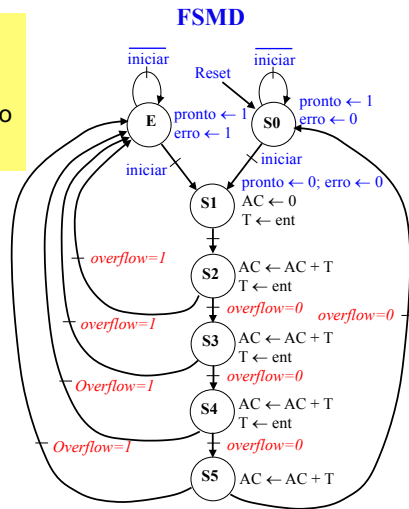 FSMD
iniciar
iniciar
Reset
o
E
pronto ← 1
erro ← 1
S0
pronto ← 1
erro ← 0
iniciar
iniciar
pronto ← 0; erro ← 0
S1
AC ← 0
T ← ent
overflow=1
S2
AC ← AC + T
T ← ent
overflow=0
overflow=0
overflow=1
S3
AC ← AC + T
T ← ent
overflow=0
Overflow=1
S4
AC ← AC + T
T ← ent
Overflow=1
overflow=0
S5
AC ← AC + T